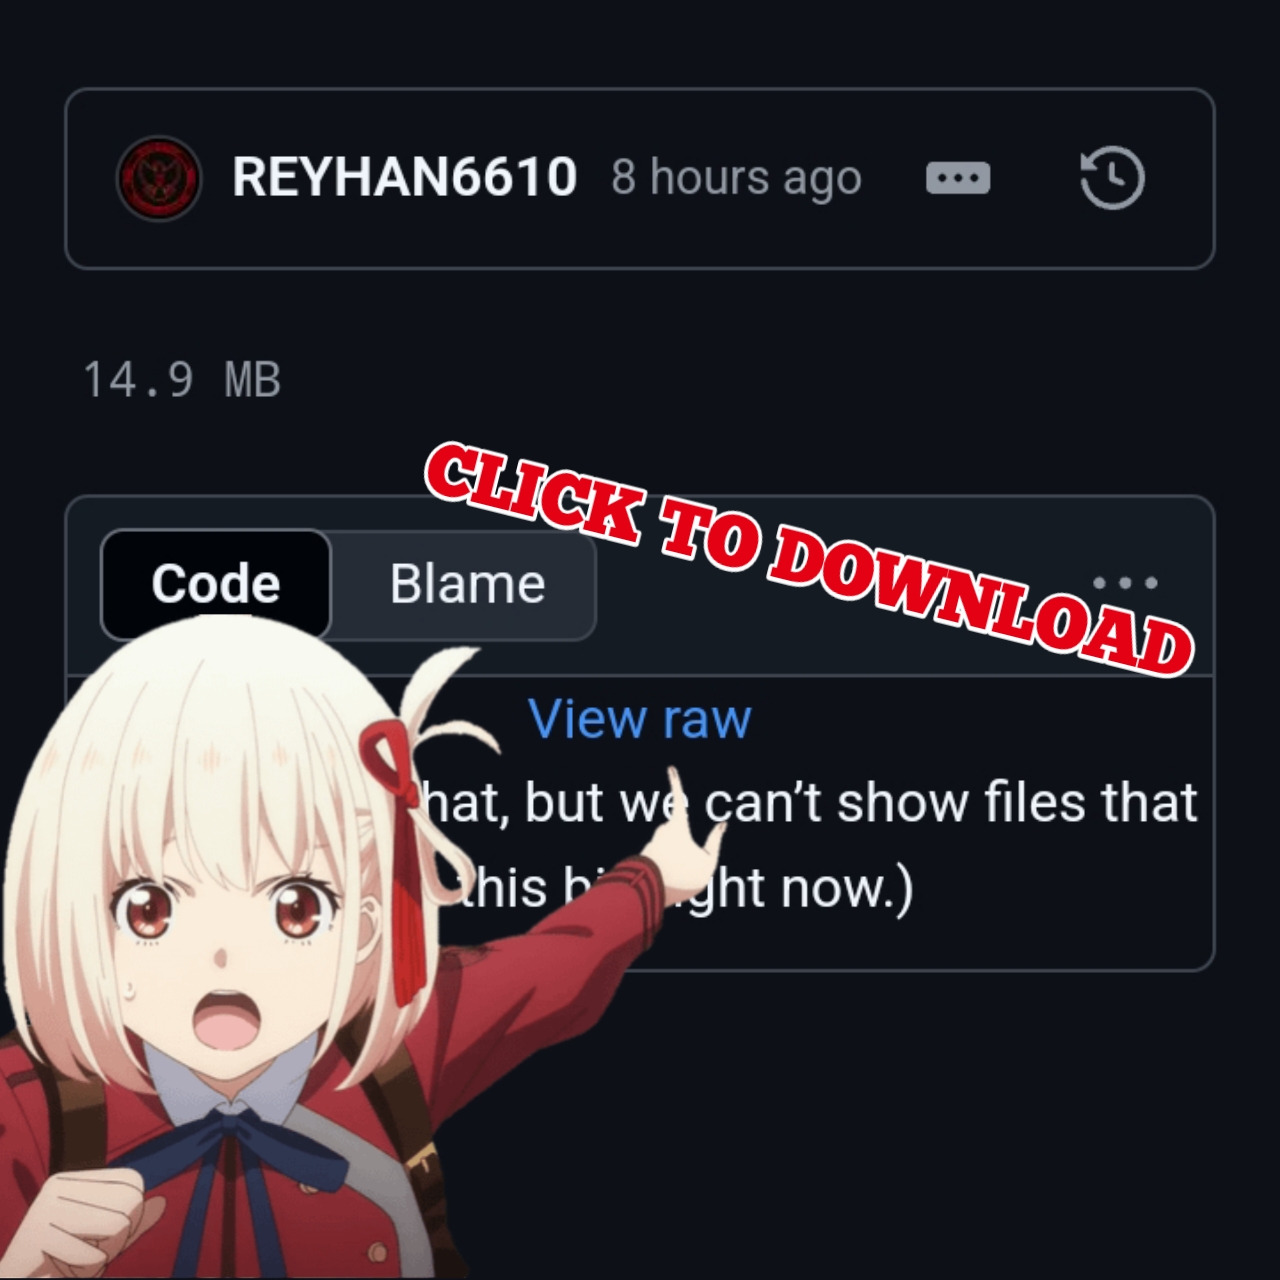 REYHAN6610 8 hours ago
14.9 MB
CLICK TO DOWNLOAD
Code Blame
View raw
hat, but we can’t show files that
this ght now.)